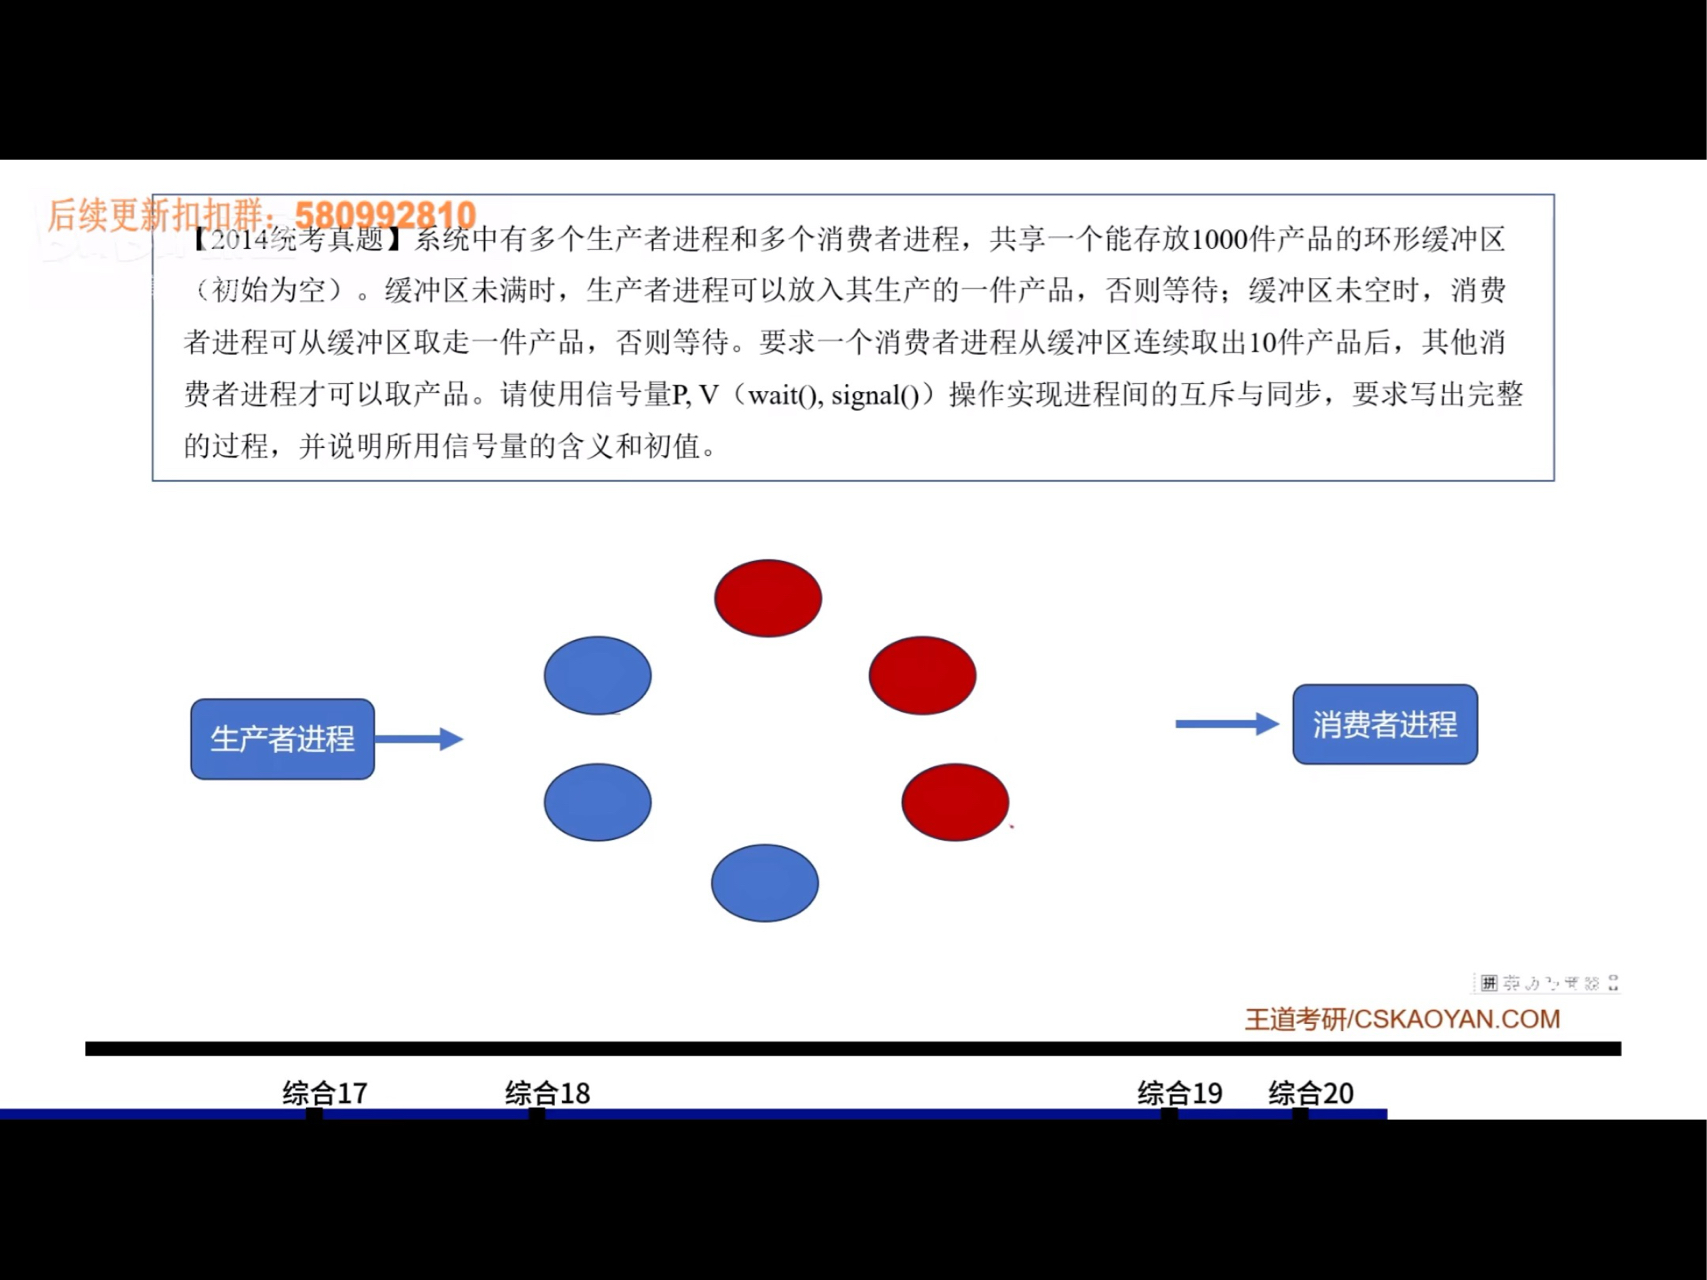 后续更新扣扣群：580992810
【2014统考真题】系统中有多个生产者进程和多个消费者进程，共享一个能存放1000件产品的环形缓冲区
（初始为空）。缓冲区未满时，生产者进程可以放入其生产的一件产品，否则等待；缓冲区未空时，消费
者进程可从缓冲区取走一件产品，否则等待。要求一个消费者进程从缓冲区连续取出10件产品后，其他消
费者进程才可以取产品。请使用信号量P, V（wait(), signal()）操作实现进程间的互斥与同步，要求写出完整
的过程，并说明所用信号量的含义和初值。
生产者进程
消费者进程
拼
王道考研/CSKAOYAN.COM
综合17 综合18 综合19 综合20